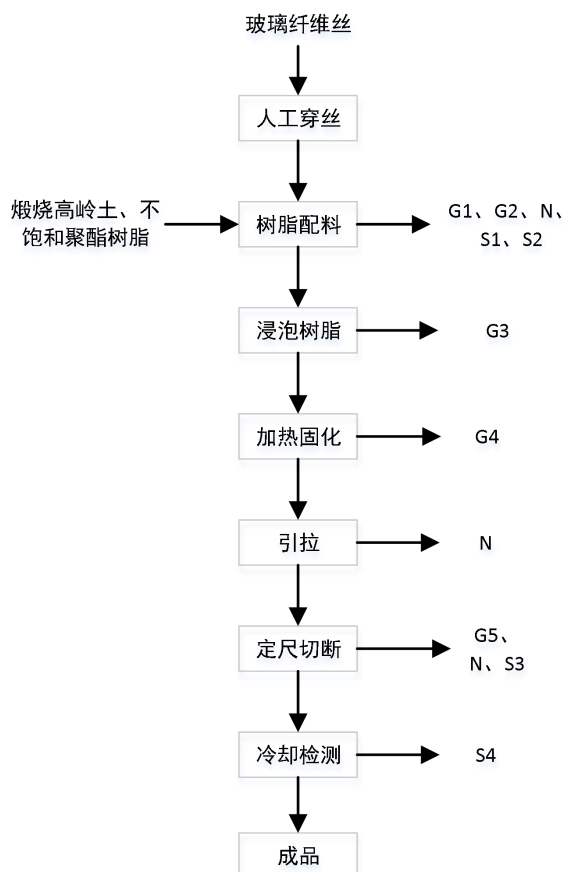 玻璃纤维丝
人工穿丝
煅烧高岭土、不
饱和聚酯树脂
树脂配料
G1、G2、N、
S1、S2
浸泡树脂
G3
加热固化
G4
引拉
N
定尺切断
G5、
N、S3
冷却检测
S4
成品